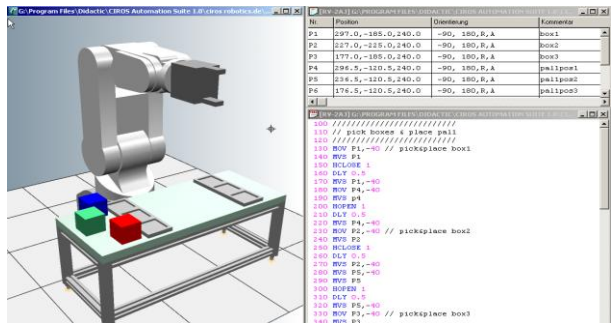 G:\Program Files\Didactic\CIROS Automation Suite 1.0\ciros robotics.de\...
Nr. Position Orientierung Kommentar
P1 297.0,-185.0,240.0 -90, 180,R,A box1
P2 227.0,-225.0,240.0 -90, 180,R,A box2
P3 177.0,-185.0,240.0 -90, 180,R,A box3
P4 296.5,-120.5,240.0 -90, 180,R,A pal1pos1
P5 236.5,-120.5,240.0 -90, 180,R,A pal1pos2
P6 176.5,-120.5,240.0 -90, 180,R,A pal1pos3
100 //////////////////////////
110 // pick boxes & place pal1
120 //////////////////////////
130 MOV P1,-40 // pick&place box1
140 MVS P1
150 HCLOSE 1
160 DLY 0.5
170 MVS P1,-40
180 MOV P4,-40
190 MVS p4
200 HOPEN 1
210 DLY 0.5
220 MVS P4,-40
230 MOV P2,-40 // pick&place box2
240 MVS P2
250 HCLOSE 1
260 DLY 0.5
270 MVS P2,-40
280 MVS P5,-40
290 MVS P5
300 HOPEN 1
310 DLY 0.5
320 MVS P5,-40
330 MOV P3,-40 // pick&place box3
340 MVS P3